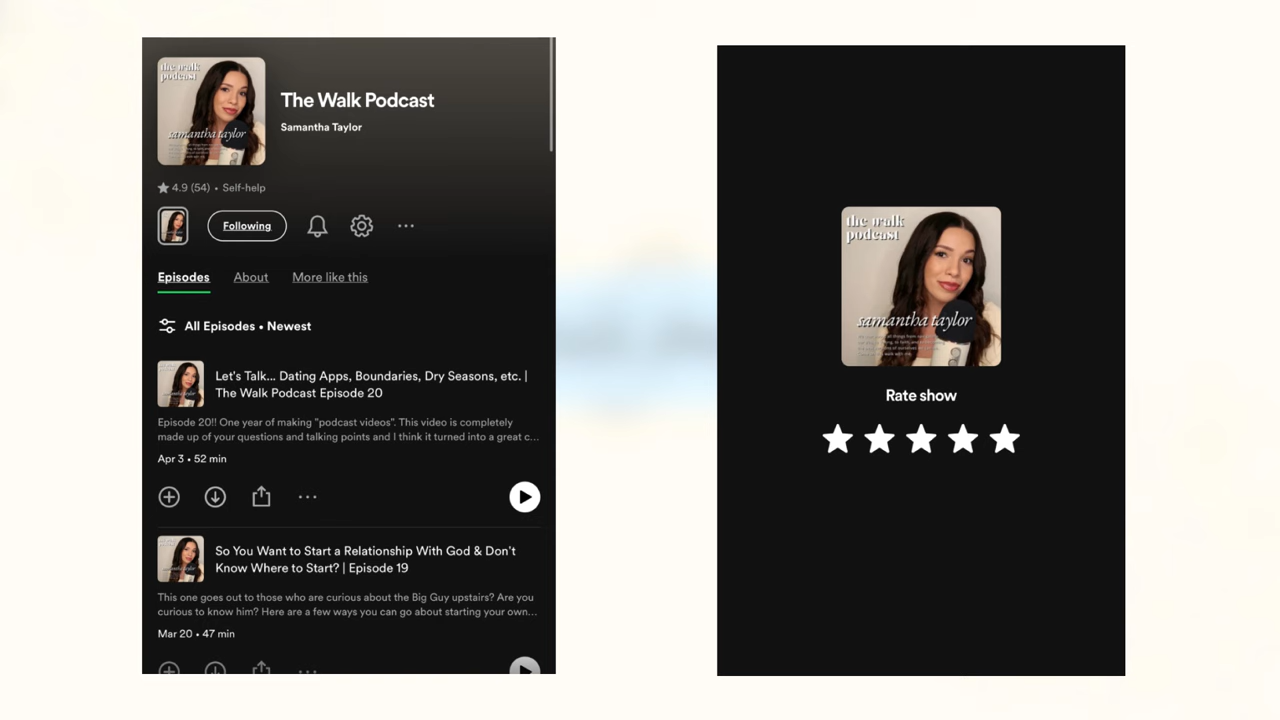 the walk
podcast
samantha taylor
The Walk Podcast
Samantha Taylor
4.9 (54) • Self-help
Following
Episodes
About
More like this
All Episodes • Newest
Let's Talk... Dating Apps, Boundaries, Dry Seasons, etc. |
The Walk Podcast Episode 20
Episode 20!! One year of making "podcast videos". This video is completely
made up of your questions and talking points and I think it turned into a great c...
Apr 3 • 52 min
So You Want to Start a Relationship With God & Don't
Know Where to Start? | Episode 19
This one goes out to those who are curious about the Big Guy upstairs? Are you
curious to know him? Here are a few ways you can go about starting your own...
Mar 20 • 47 min
the walk
podcast
samantha taylor
Rate show